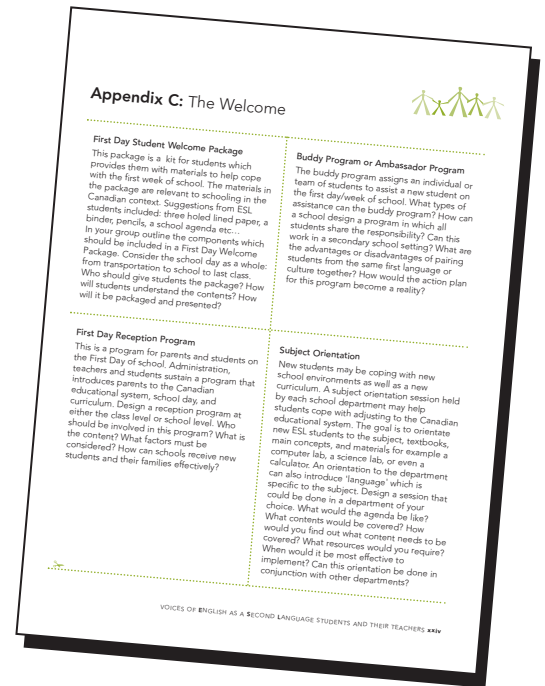 Appendix C: The Welcome
First Day Student Welcome Package
This package is a kit for students which
provides them with materials to help cope
with the first week of school. The materials in
the package are relevant to schooling in the
Canadian context. Suggestions from ESL
students included: three holed lined paper, a
binder, pencils, a school agenda etc...
In your group outline the components which
should be included in a First Day Welcome
Package. Consider the school day as a whole:
from transportation to school to last class.
Who should give students the package? How
will students understand the contents? How
will it be packaged and presented?
Buddy Program or Ambassador Program
The buddy program assigns an individual or
team of students to assist a new student on
the first day/week of school. What types of
assistance can the buddy program? How can
a school design a program in which all
students share the responsibility? Can this
work in a secondary school setting? What are
the advantages or disadvantages of pairing
students from the same first language or
culture together? How would the action plan
for this program become a reality?
First Day Reception Program
This is a program for parents and students on
the First Day of school. Administration,
teachers and students sustain a program that
introduces parents to the Canadian
educational system, school day, and
curriculum. Design a reception program at
either the class level or school level. Who
should be involved in this program? What is
the content? What factors must be
considered? How can schools receive new
students and their families effectively?
Subject Orientation
New students may be coping with new
school environments as well as a new
curriculum. A subject orientation session held
by each school department may help
students cope with adjusting to the Canadian
educational system. The goal is to orientate
new ESL students to the subject, textbooks,
main concepts, and materials for example a
computer lab, a science lab, or even a
calculator. An orientation to the department
can also introduce 'language' which is
specific to the subject. Design a session that
could be done in a department of your
choice. What would the agenda be like?
What contents would be covered? How
would you find out what content needs to be
covered? What resources would you require?
When would it be most effective to
implement? Can this orientation be done in
conjunction with other departments?
VOICES OF ENGLISH AS A SECOND LANGUAGE STUDENTS AND THEIR TEACHERS xxiv